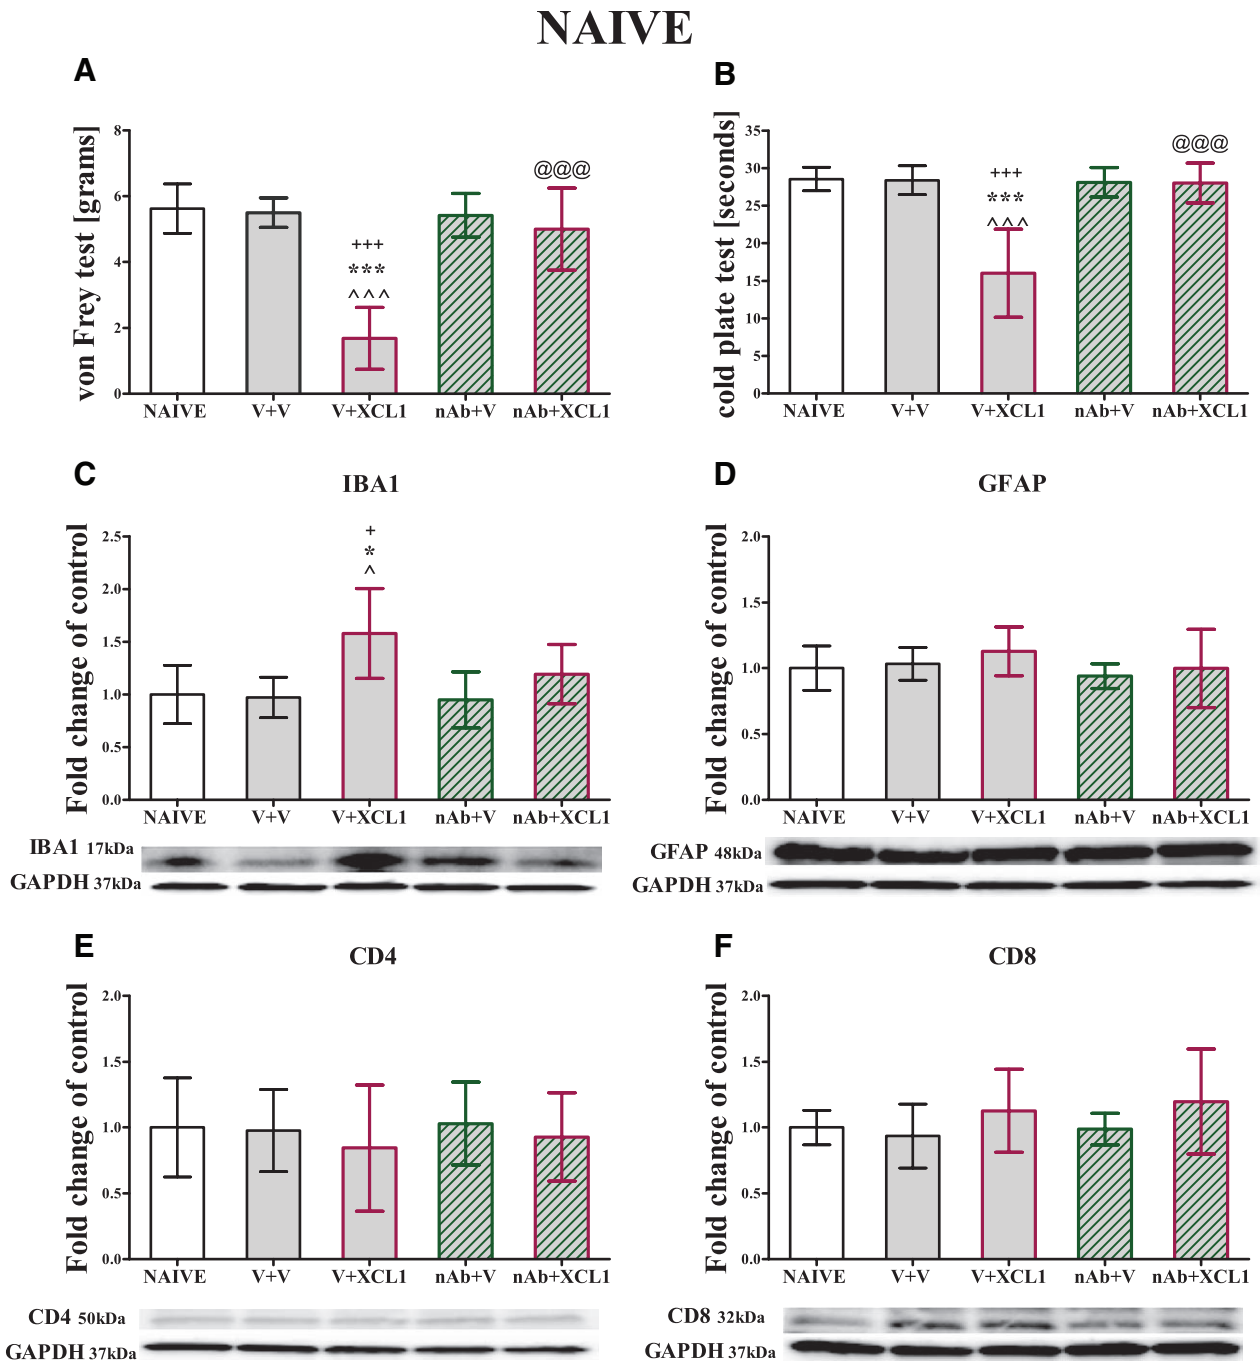 NAIVE
A
von Frey test [grams]
8
6
4
2
0
+++
***
^^^
@@@
NAIVE V+V V+XCL1 nAb+V nAb+XCL1
B
cold plate test [seconds]
35
30
25
20
15
10
5
0
+++
***
^^^
@@@
NAIVE V+V V+XCL1 nAb+V nAb+XCL1
C
IBA1
Fold change of control
2.5
2.0
1.5
1.0
0.5
0.0
+
*
^
NAIVE V+V V+XCL1 nAb+V nAb+XCL1
IBA1 17kDa
GAPDH 37kDa
D
GFAP
Fold change of control
2.0
1.5
1.0
0.5
0.0
NAIVE V+V V+XCL1 nAb+V nAb+XCL1
GFAP 48kDa
GAPDH 37kDa
E
CD4
Fold change of control
2.0
1.5
1.0
0.5
0.0
NAIVE V+V V+XCL1 nAb+V nAb+XCL1
CD4 50kDa
GAPDH 37kDa
F
CD8
Fold change of control
2.0
1.5
1.0
0.5
0.0
NAIVE V+V V+XCL1 nAb+V nAb+XCL1
CD8 32kDa
GAPDH 37kDa